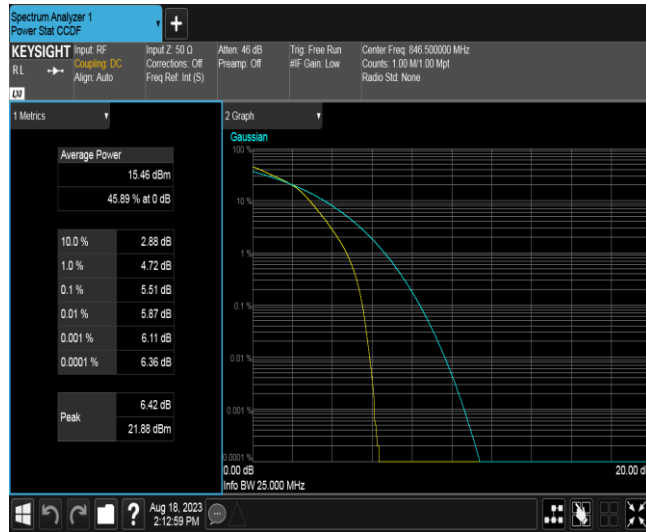 Spectrum Analyzer 1
Power Stat CCDF
+
KEYSIGHT
RL
LXI
Input: RF
Coupling: DC
Align: Auto
Input Z: 50 Ω
Corrections: Off
Freq Ref: Int (S)
Atten: 46 dB
Preamp: Off
Trig: Free Run
#IF Gain: Low
Center Freq: 846.500000 MHz
Counts: 1.00 M/1.00 Mpt
Radio Std: None
1 Metrics
Average Power
15.46 dBm
45.89 % at 0 dB
10.0 % 2.88 dB
1.0 % 4.72 dB
0.1 % 5.51 dB
0.01 % 5.87 dB
0.001 % 6.11 dB
0.0001 % 6.36 dB
Peak
6.42 dB
21.88 dBm
2 Graph
Gaussian
100 %
10 %
1 %
0.1 %
0.01 %
0.001 %
0.0001 %
0.00 dB
20.00 d
Info BW 25.000 MHz
?
Aug 18, 2023
2:12:59 PM